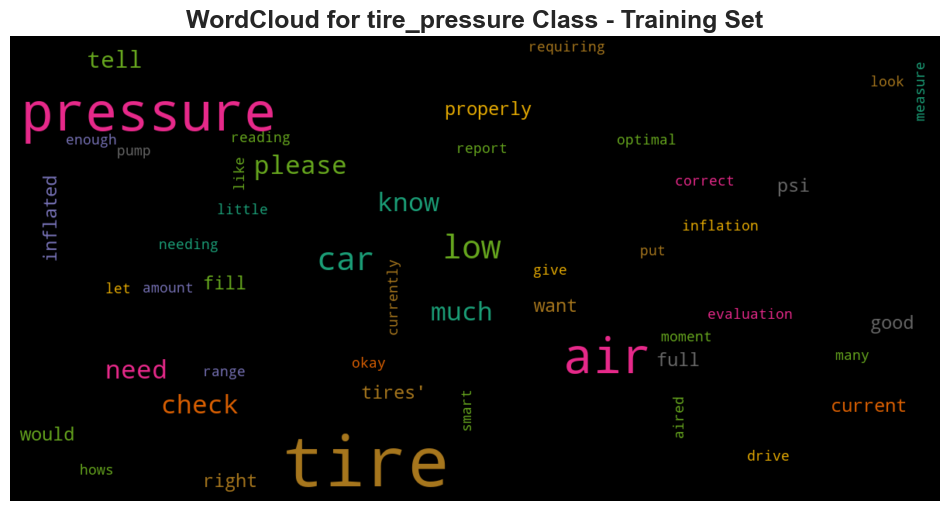 WordCloud for tire_pressure Class - Training Set
requiring
tell
look
measure
pressure
properly
enough
reading
optimal
pump
report
please
like
correct
psi
inflated
know
little
inflation
needing
low
put
car
give
let
amount
fill
currently
want
much
evaluation
good
moment
air
full
many
okay
need
range
tires'
smart
check
aired
current
would
tire
drive
hows
right